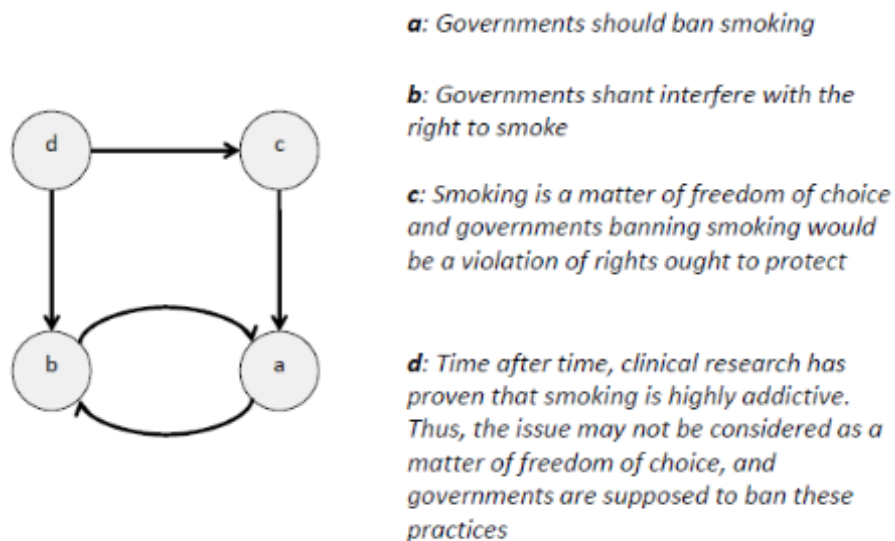 a: Governments should ban smoking
b: Governments shant interfere with the
right to smoke
d
c
c: Smoking is a matter of freedom of choice
and governments banning smoking would
be a violation of rights ought to protect
b
a
d: Time after time, clinical research has
proven that smoking is highly addictive.
Thus, the issue may not be considered as a
matter of freedom of choice, and
governments are supposed to ban these
practices